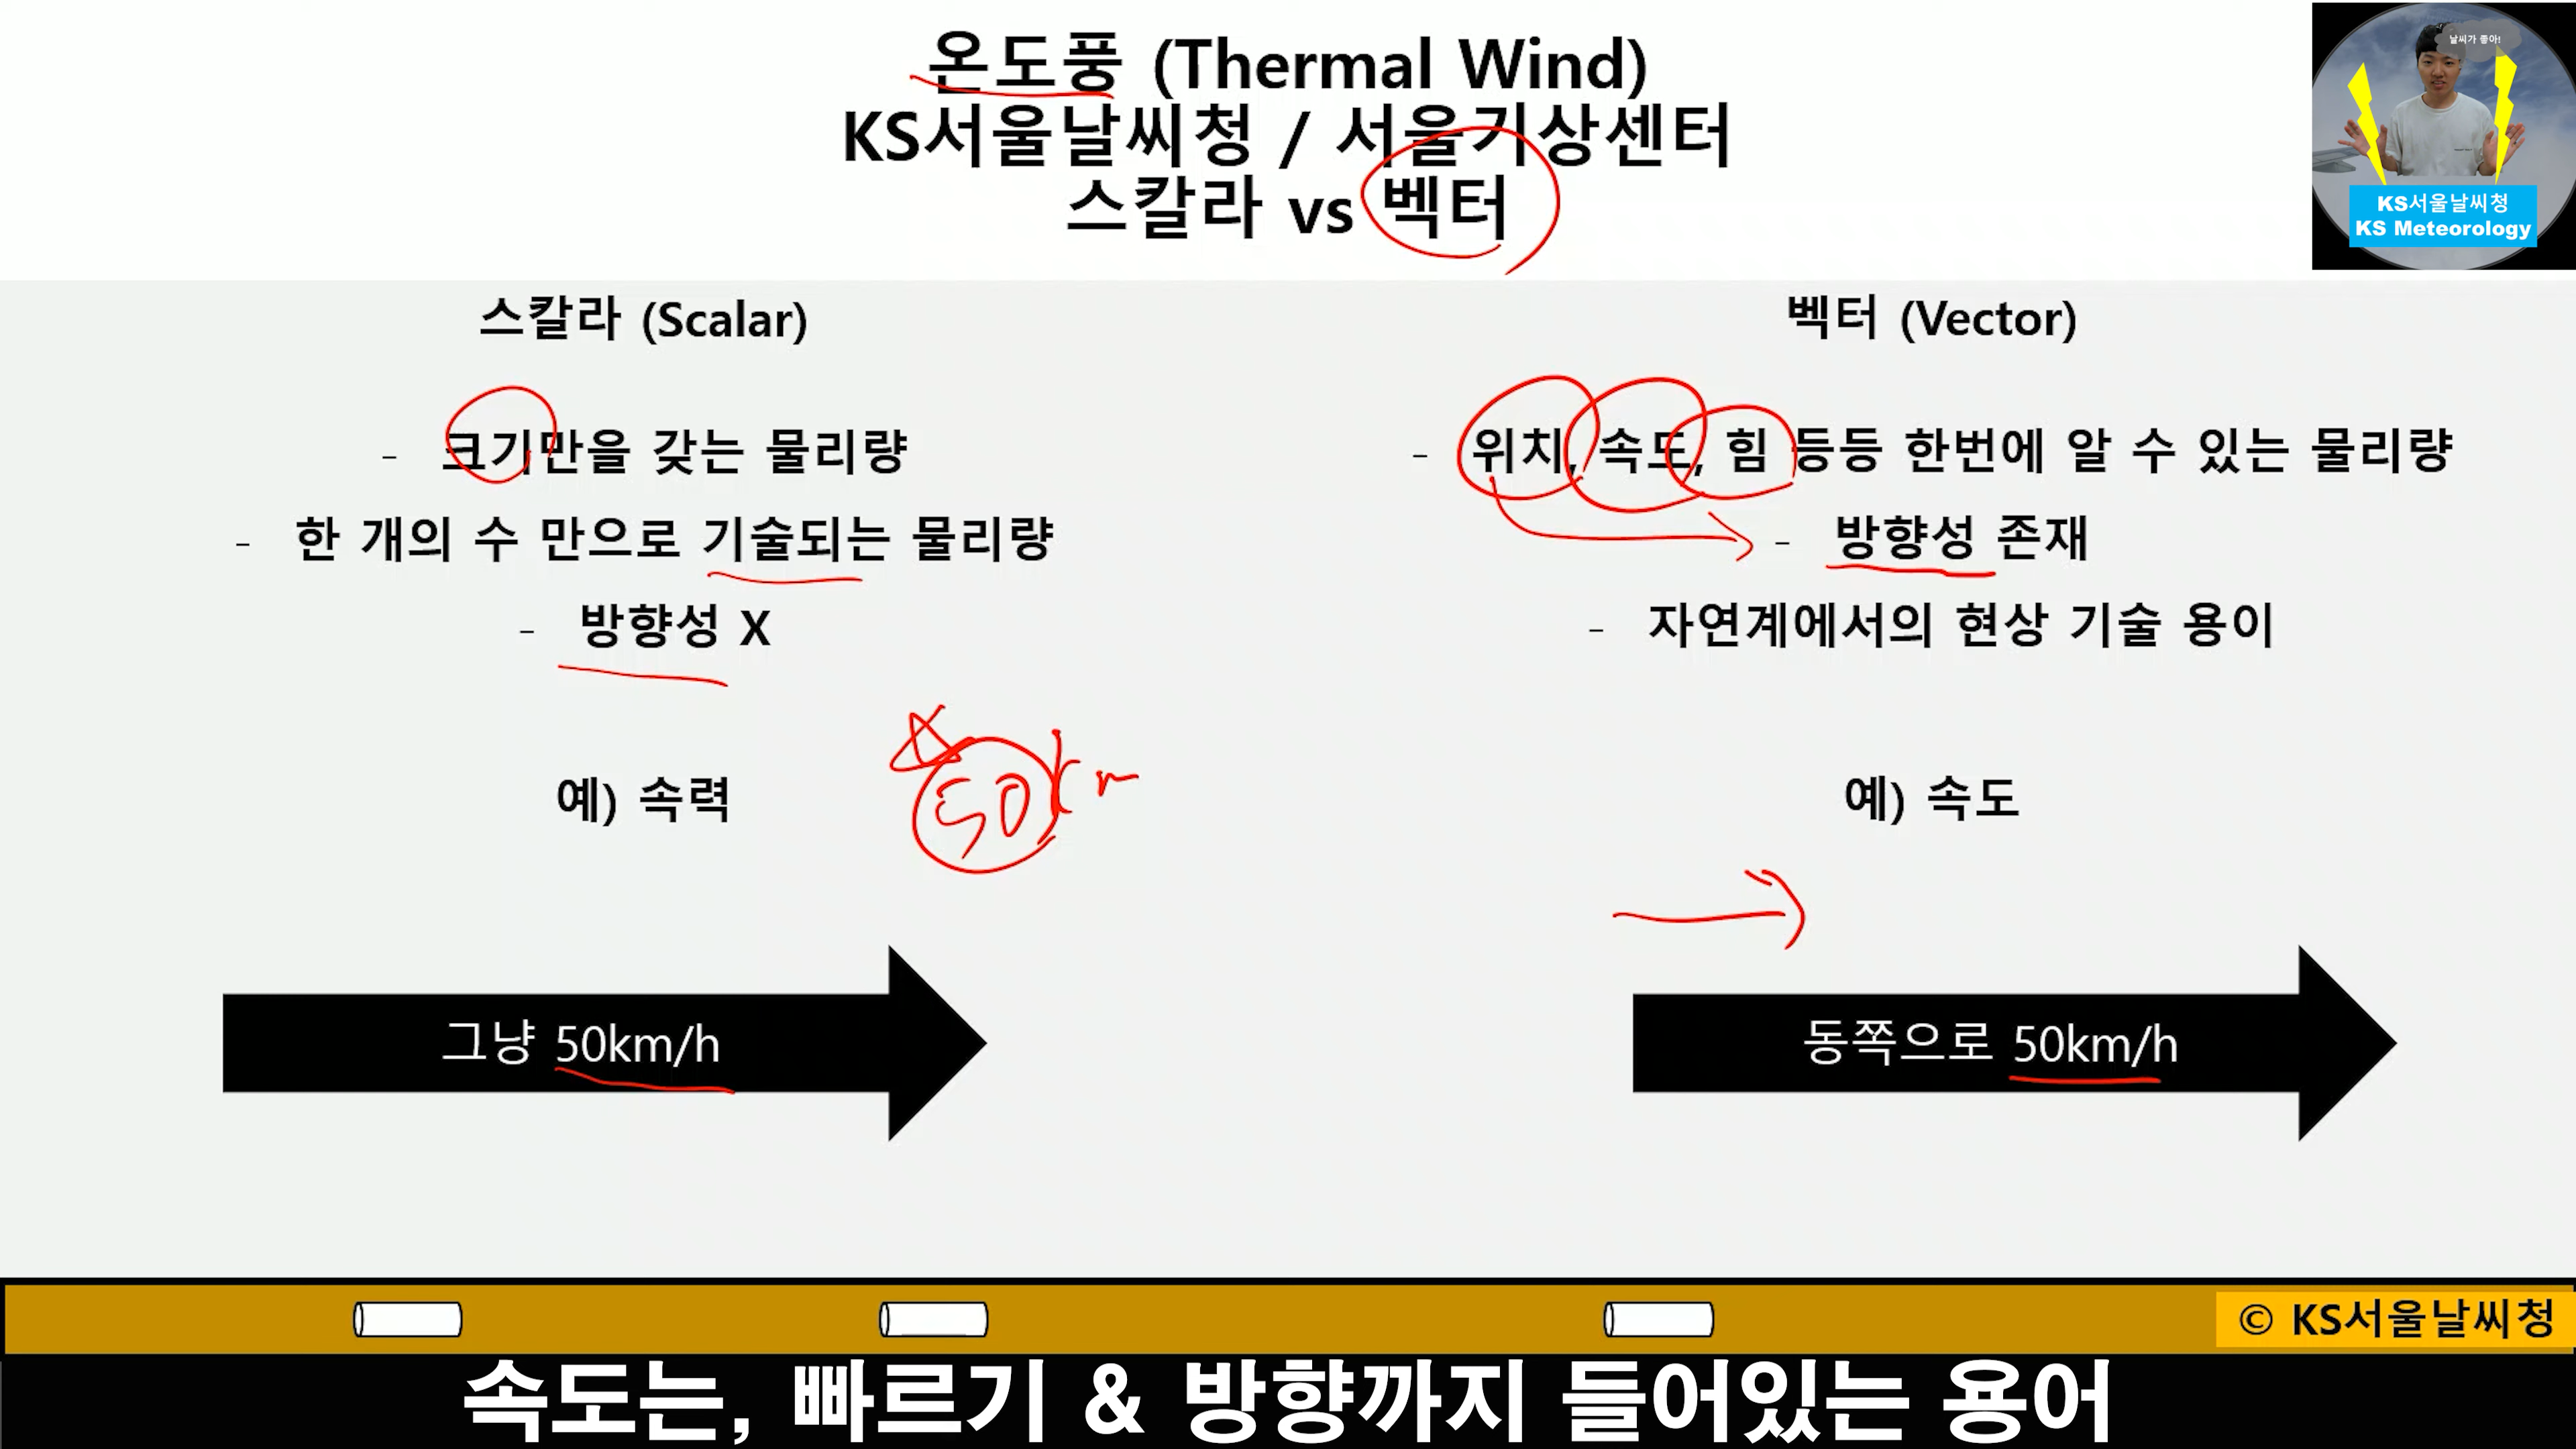 온도풍 (Thermal Wind)
KS서울날씨청 / 서울기상센터
스칼라 vs 벡터
날씨가 좋아!
KS서울날씨청
KS Meteorology
스칼라 (Scalar)
- 크기만을 갖는 물리량
- 한 개의 수 만으로 기술되는 물리량
- 방향성 X
예) 속력
50km
그냥 50km/h
벡터 (Vector)
- 위치, 속도, 힘 등등 한번에 알 수 있는 물리량
- 방향성 존재
- 자연계에서의 현상 기술 용이
예) 속도
동쪽으로 50km/h
© KS서울날씨청
속도는, 빠르기 & 방향까지 들어있는 용어